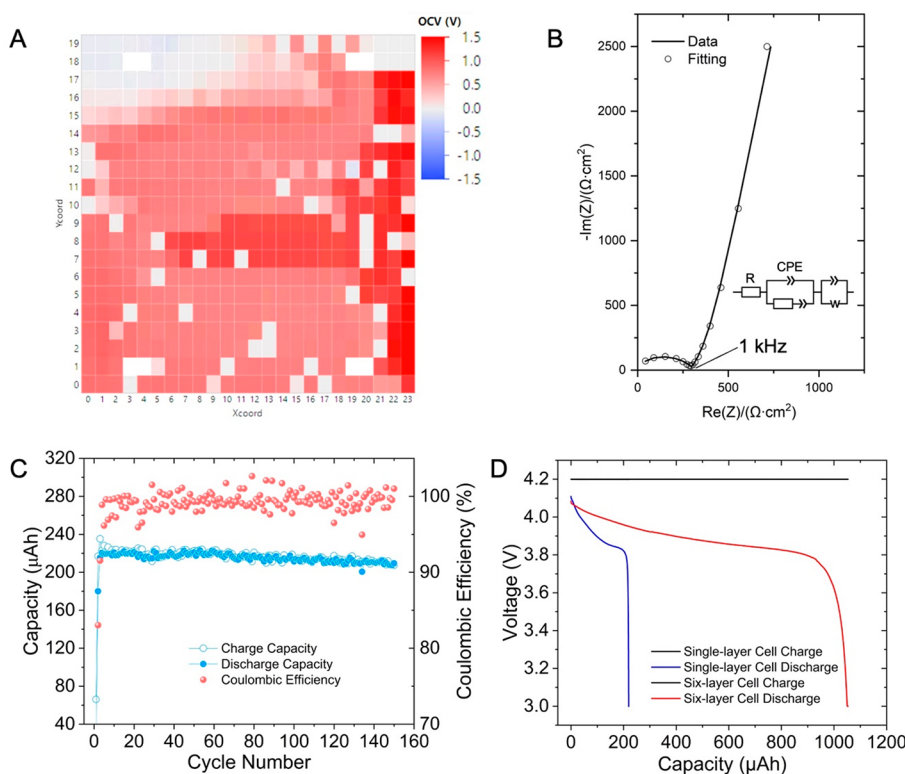 A
OCV (V)
1.5
1.0
0.5
0.0
-0.5
-1.0
-1.5
19
18
17
16
15
14
13
12
11
10
9
8
7
6
5
4
3
2
1
0
Ycoord
0 1 2 3 4 5 6 7 8 9 10 11 12 13 14 15 16 17 18 19 20 21 22 23
Xcoord
B
Data
Fitting
2500
2000
1500
1000
500
0
-Im(Z)/(Ω·cm²)
R
CPE
W
1 kHz
0 500 1000
Re(Z)/(Ω·cm²)
C
320
280
240
200
160
120
80
40
Capacity (μAh)
100
90
80
70
Coulombic Efficiency (%)
Charge Capacity
Discharge Capacity
Coulombic Efficiency
0 20 40 60 80 100 120 140 160
Cycle Number
D
4.2
4.0
3.8
3.6
3.4
3.2
3.0
Voltage (V)
Single-layer Cell Charge
Single-layer Cell Discharge
Six-layer Cell Charge
Six-layer Cell Discharge
0 200 400 600 800 1000 1200
Capacity (μAh)